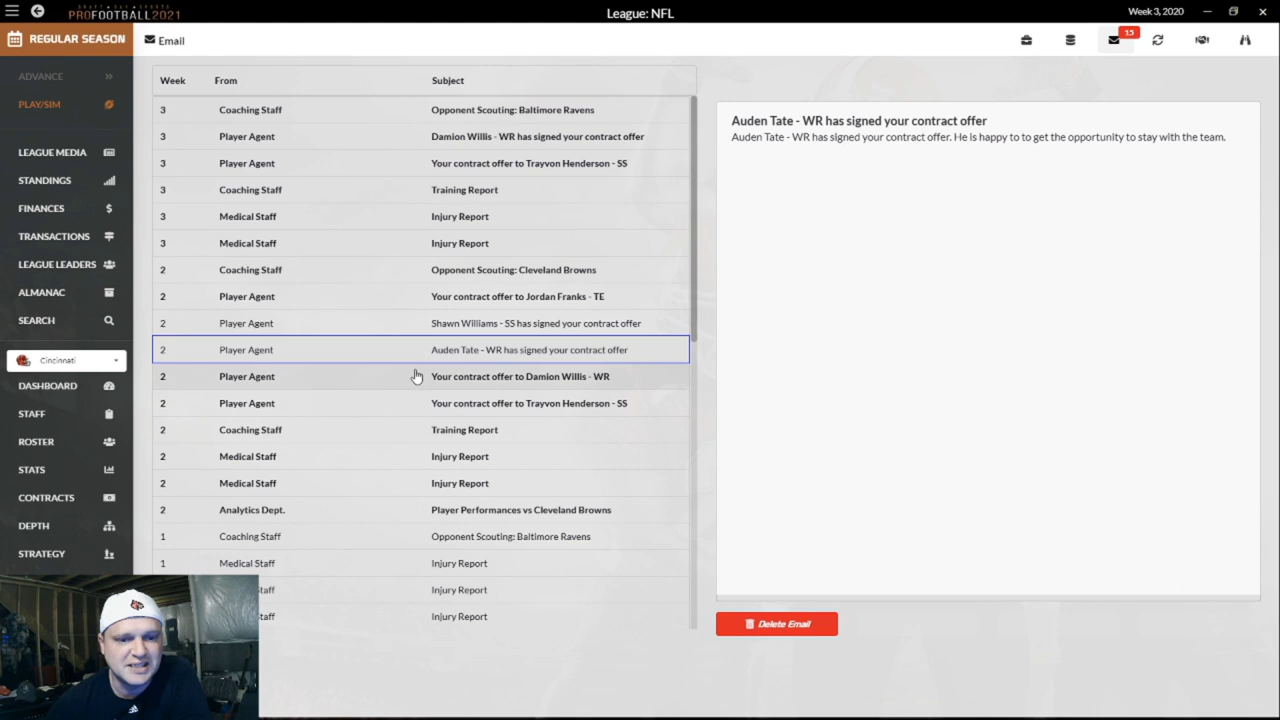 DRAFT DAY SPORTS
PROFOOTBALL2021
League: NFL
Week 3, 2020
REGULAR SEASON
Email
15
ADVANCE
PLAY/SIM
LEAGUE MEDIA
STANDINGS
FINANCES
TRANSACTIONS
LEAGUE LEADERS
ALMANAC
SEARCH
Cincinnati
DASHBOARD
STAFF
ROSTER
STATS
CONTRACTS
DEPTH
STRATEGY
Week From Subject
3 Coaching Staff Opponent Scouting: Baltimore Ravens
3 Player Agent Damion Willis - WR has signed your contract offer
3 Player Agent Your contract offer to Trayvon Henderson - SS
3 Coaching Staff Training Report
3 Medical Staff Injury Report
3 Medical Staff Injury Report
2 Coaching Staff Opponent Scouting: Cleveland Browns
2 Player Agent Your contract offer to Jordan Franks - TE
2 Player Agent Shawn Williams - SS has signed your contract offer
2 Player Agent Auden Tate - WR has signed your contract offer
2 Player Agent Your contract offer to Damion Willis - WR
2 Player Agent Your contract offer to Trayvon Henderson - SS
2 Coaching Staff Training Report
2 Medical Staff Injury Report
2 Medical Staff Injury Report
2 Analytics Dept. Player Performances vs Cleveland Browns
1 Coaching Staff Opponent Scouting: Baltimore Ravens
1 Medical Staff Injury Report
Injury Report
Injury Report
Auden Tate - WR has signed your contract offer
Auden Tate - WR has signed your contract offer. He is happy to to get the opportunity to stay with the team.
Delete Email